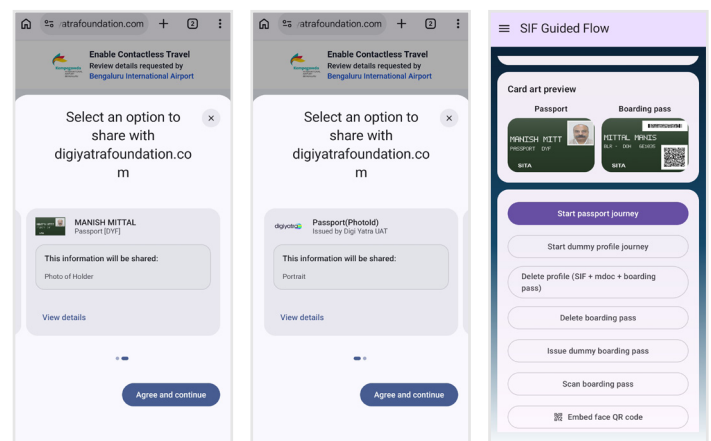 atrafoundation.com
2
Enable Contactless Travel
Review details requested by
Bengaluru International Airport
Select an option to
share with
digiyatrafoundation.co
m
MANISH MITTAL
Passport [DYF]
This information will be shared:
Photo of Holder
View details
Agree and continue
atrafoundation.com
2
Enable Contactless Travel
Review details requested by
Bengaluru International Airport
Select an option to
share with
digiyatrafoundation.co
m
digiyatra
Passport(PhotoId)
Issued by Digi Yatra UAT
This information will be shared:
Portrait
View details
Agree and continue
SIF Guided Flow
Card art preview
Passport
Boarding pass
MANISH MITT
PASSPORT DYF
SITA
MITTAL MANIS
BLR - DOH 6E1035
SITA
Start passport journey
Start dummy profile journey
Delete profile (SIF + mdoc + boarding
pass)
Delete boarding pass
Issue dummy boarding pass
Scan boarding pass
Embed face QR code